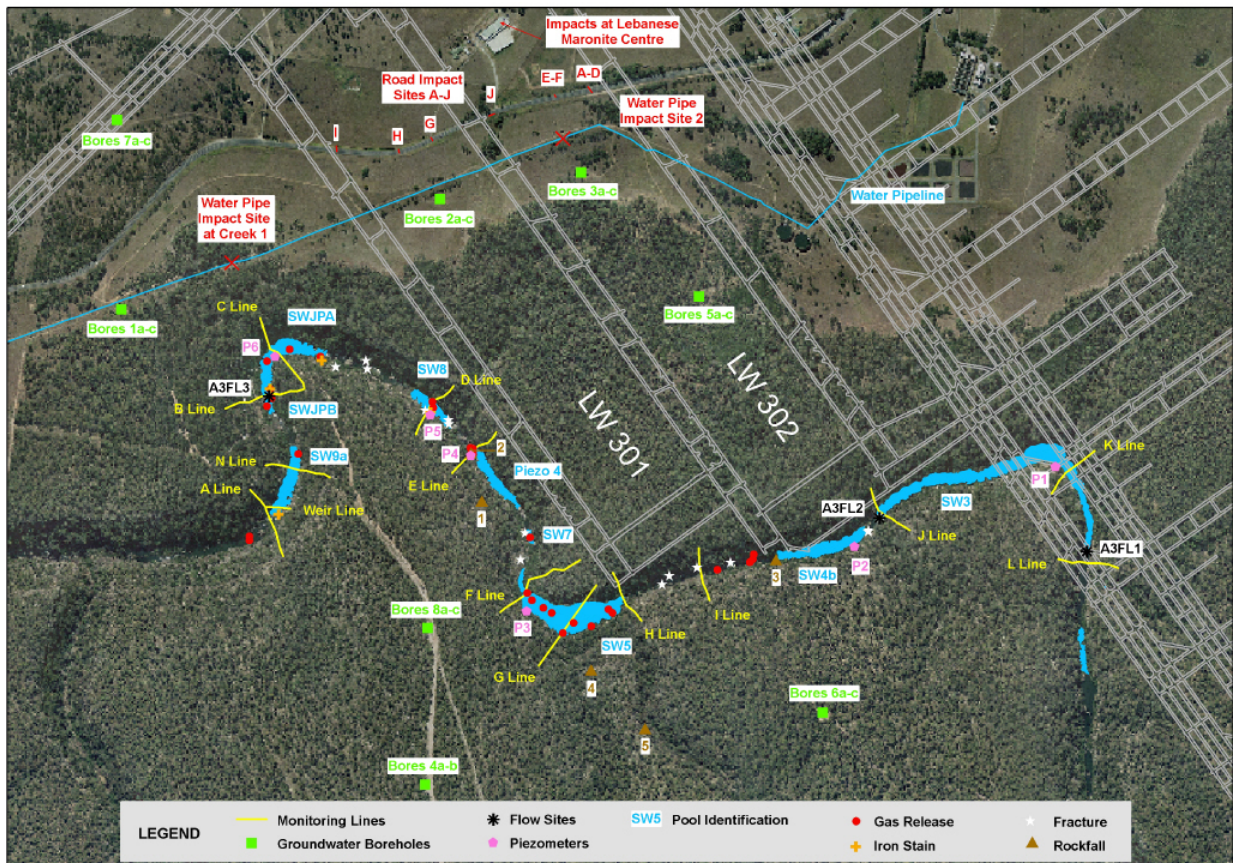 Impacts at Lebanese
Maronite Centre
Road Impact
Sites A-J
E-F
A-D
J
Water Pipe
Impact Site 2
I
H
G
Bores 7a-c
Bores 3a-c
Water Pipeline
Water Pipe
Impact Site
at Creek 1
Bores 2a-c
Bores 1a-c
Bores 5a-c
C Line
SWJPA
P6
A3FL3
B Line
SWJPB
SW8
D Line
P5
LW 301
LW 302
N Line
SW9a
A Line
Weir Line
P4
2
E Line
Piezo 4
1
SW7
K Line
P1
SW3
A3FL2
J Line
A3FL1
L Line
P2
SW4b
3
I Line
F Line
P3
H Line
SW5
G Line
4
Bores 8a-c
Bores 6a-c
5
Bores 4a-b
LEGEND
Monitoring Lines
Flow Sites
SW5
Pool Identification
Gas Release
Fracture
Groundwater Boreholes
Piezometers
Iron Stain
Rockfall